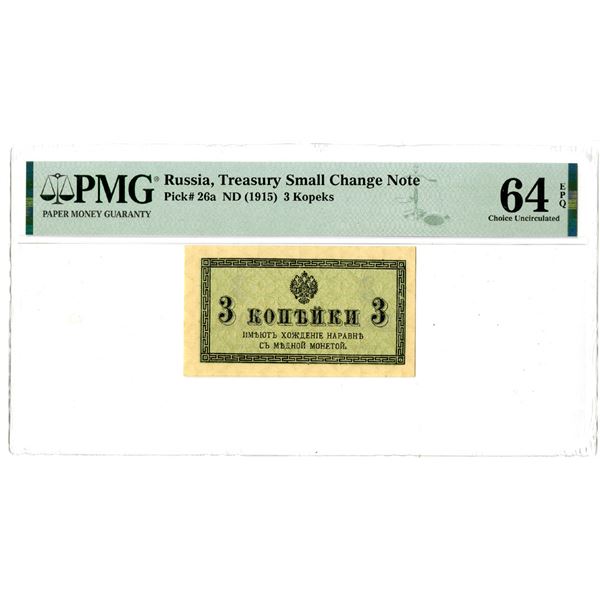 PMG®
PAPER MONEY GUARANTY
Russia, Treasury Small Change Note
Pick# 26a ND (1915) 3 Kopeks
64 EPQ
Choice Uncirculated
3 КОПѢЙКИ 3
ИМѢЮТЪ ХОЖДЕНІЕ НАРАВНѢ
СЪ МѢДНОЙ МОНЕТОЙ.